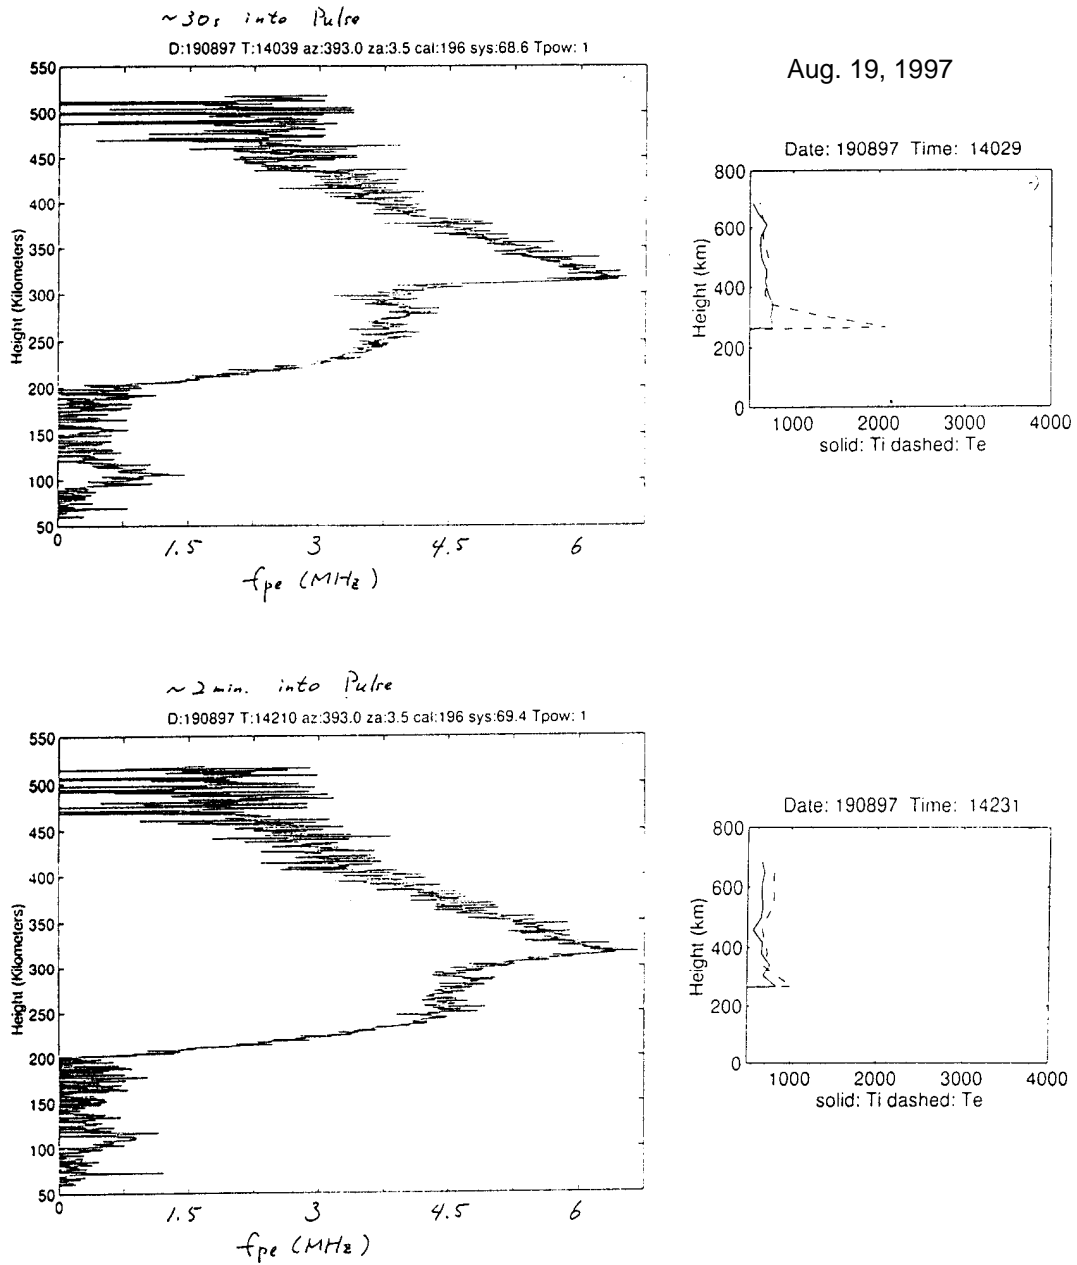 ~30s into Pulse
D:190897 T:14039 az:393.0 za:3.5 cal:196 sys:68.6 Tpow: 1
Aug. 19, 1997
550
500
450
400
350
300
250
200
150
100
50
Height (Kilometers)
0 1.5 3 4.5 6
fpe (MHz)
Date: 190897 Time: 14029
800
600
400
200
0
Height (km)
1000 2000 3000 4000
solid: Ti dashed: Te
~2 min. into Pulse
D:190897 T:14210 az:393.0 za:3.5 cal:196 sys:69.4 Tpow: 1
550
500
450
400
350
300
250
200
150
100
50
Height (Kilometers)
0 1.5 3 4.5 6
fpe (MHz)
Date: 190897 Time: 14231
800
600
400
200
0
Height (km)
1000 2000 3000 4000
solid: Ti dashed: Te